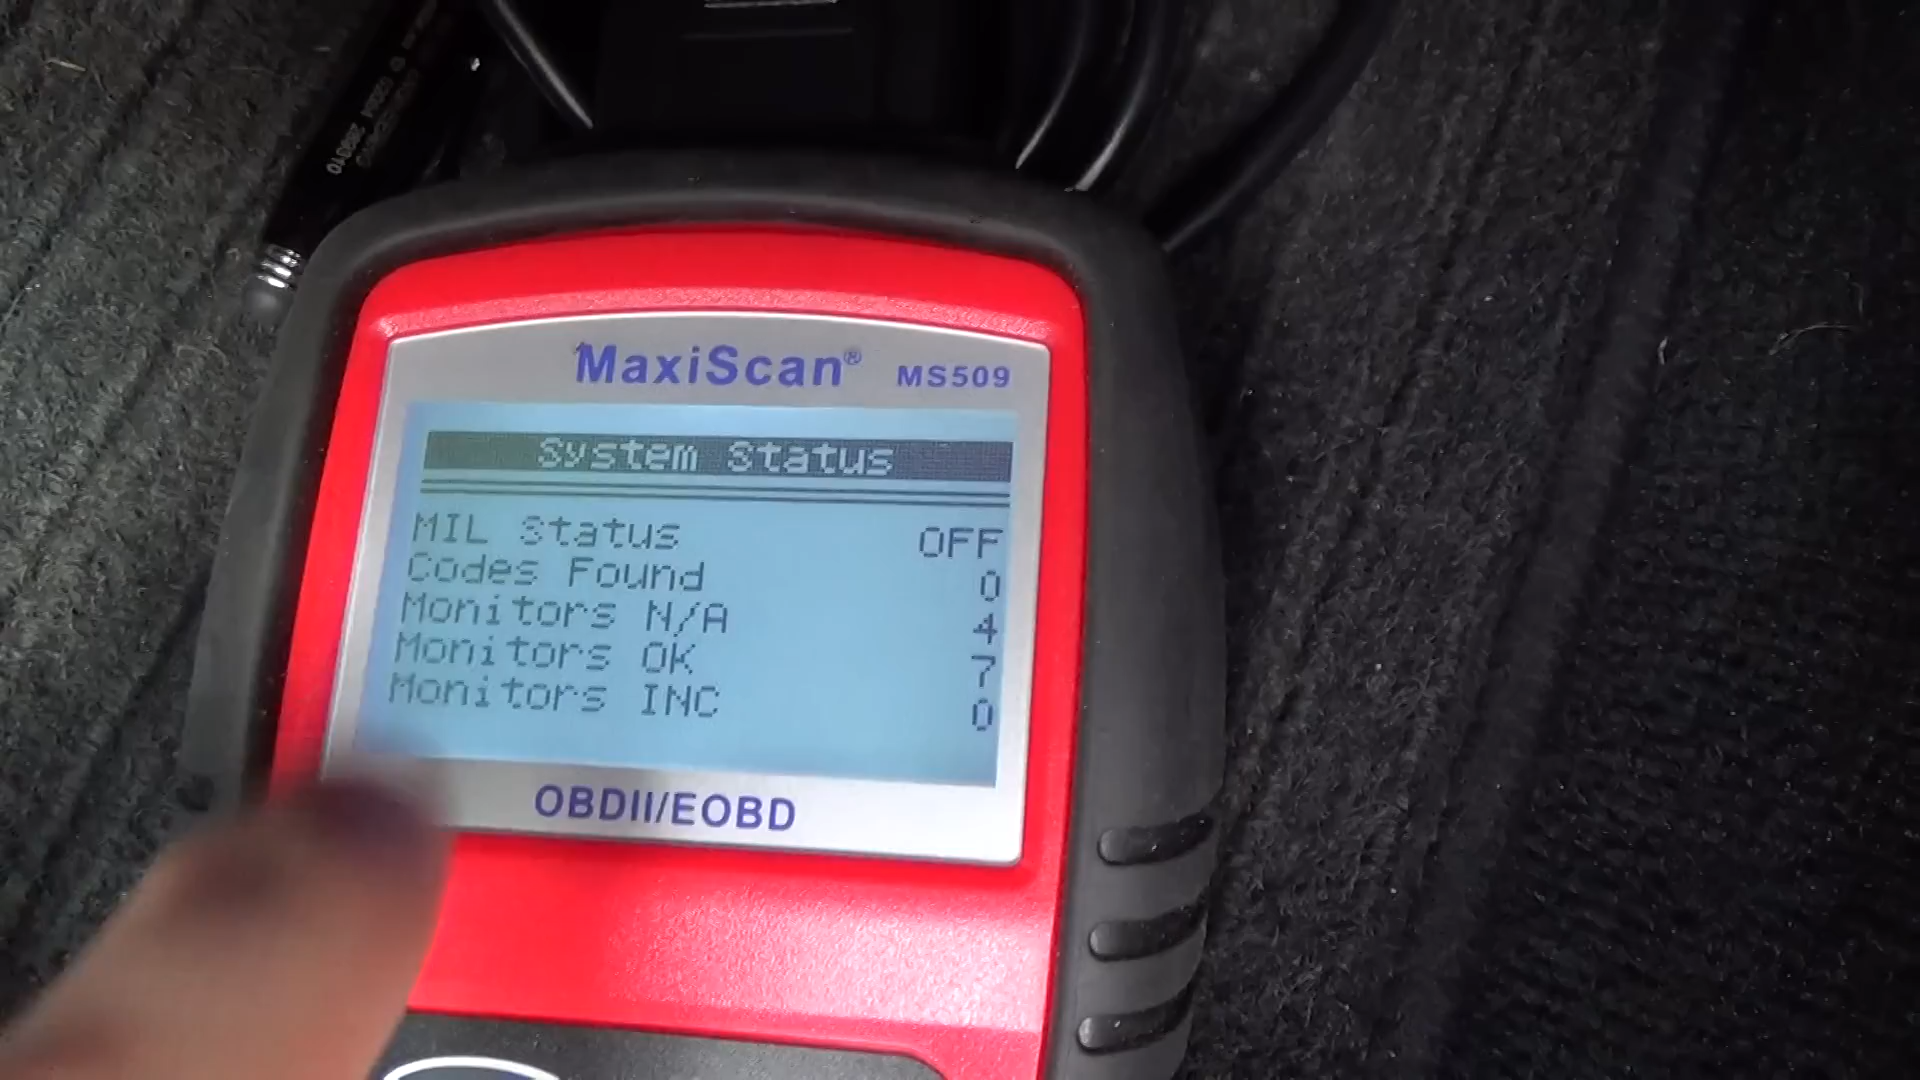 MaxiScan® MS509
System Status
MIL Status OFF
Codes Found 0
Monitors N/A 4
Monitors OK 7
Monitors INC 0
OBDII/EOBD